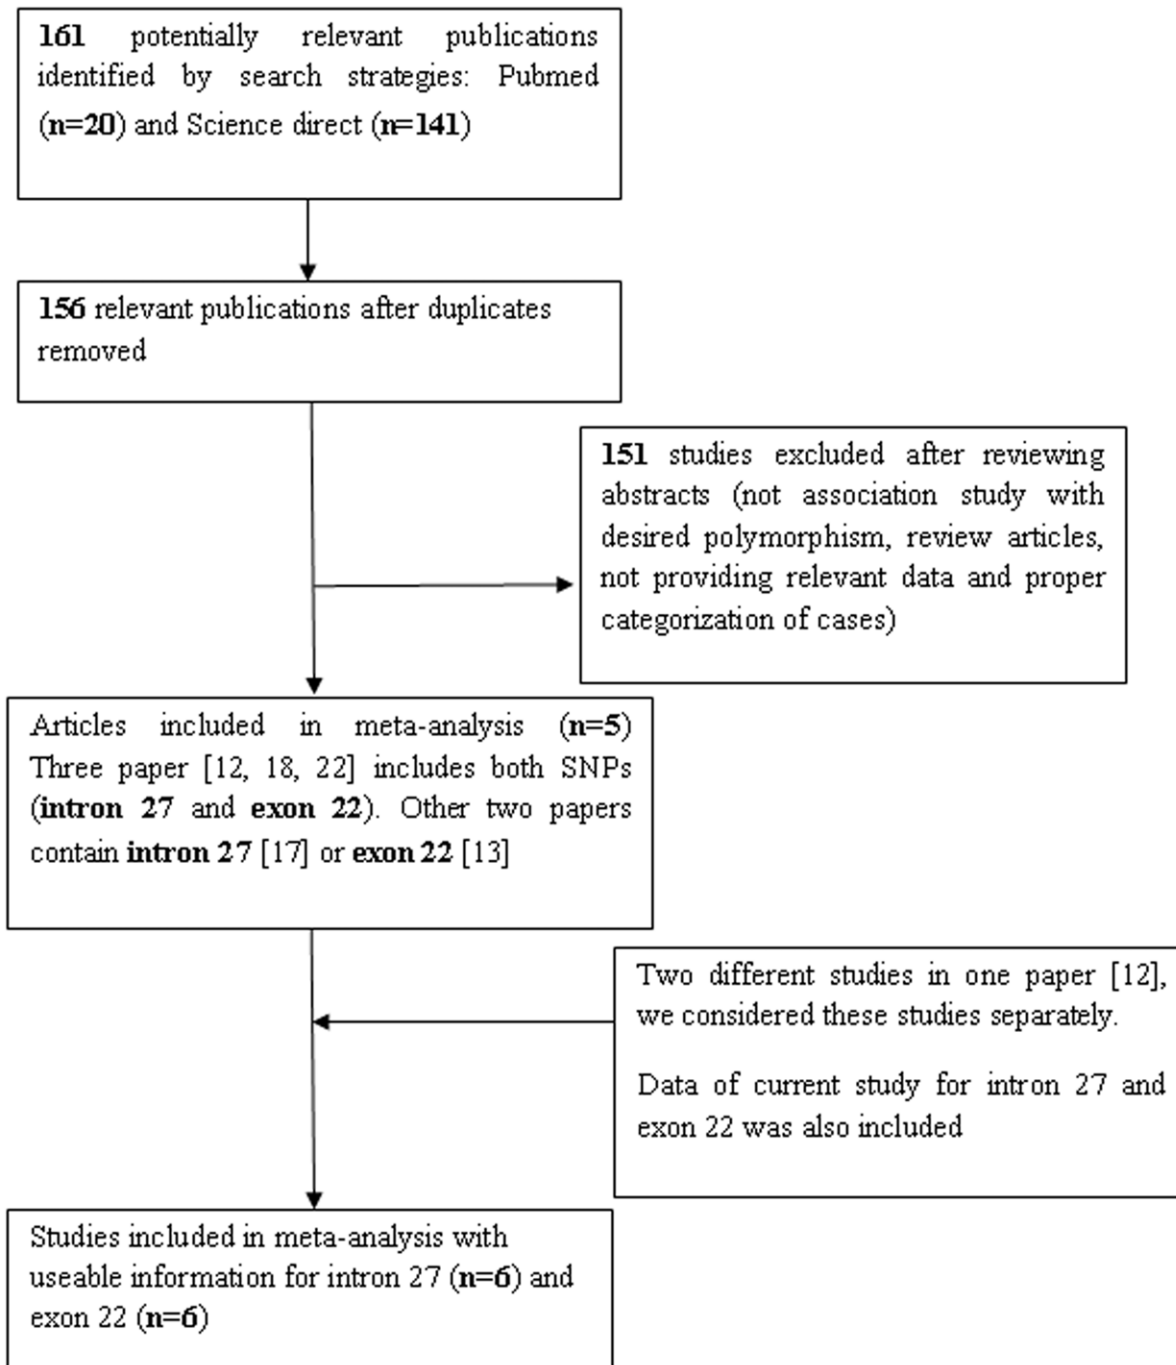 161 potentially relevant publications
identified by search strategies: Pubmed
(n=20) and Science direct (n=141)
156 relevant publications after duplicates
removed
151 studies excluded after reviewing
abstracts (not association study with
desired polymorphism, review articles,
not providing relevant data and proper
categorization of cases)
Articles included in meta-analysis (n=5)
Three paper [12, 18, 22] includes both SNPs
(intron 27 and exon 22). Other two papers
contain intron 27 [17] or exon 22 [13]
Two different studies in one paper [12],
we considered these studies separately.
Data of current study for intron 27 and
exon 22 was also included
Studies included in meta-analysis with
useable information for intron 27 (n=6) and
exon 22 (n=6)